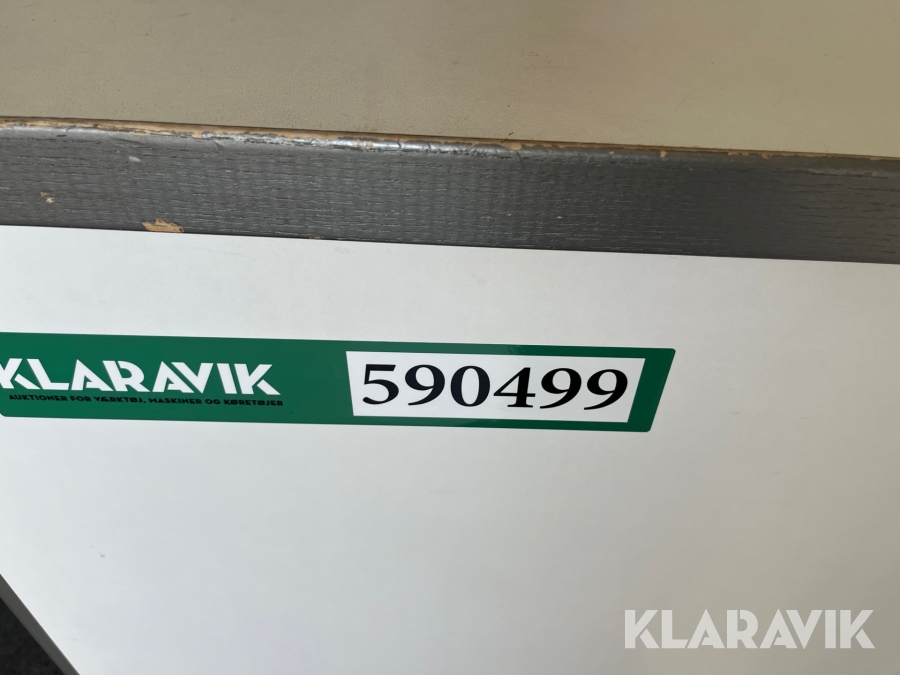 KLARAVIK
AUKTIONER FOR VÆRKTØJ, MASKINER OG KØRETØJER
590499
KLARAVIK